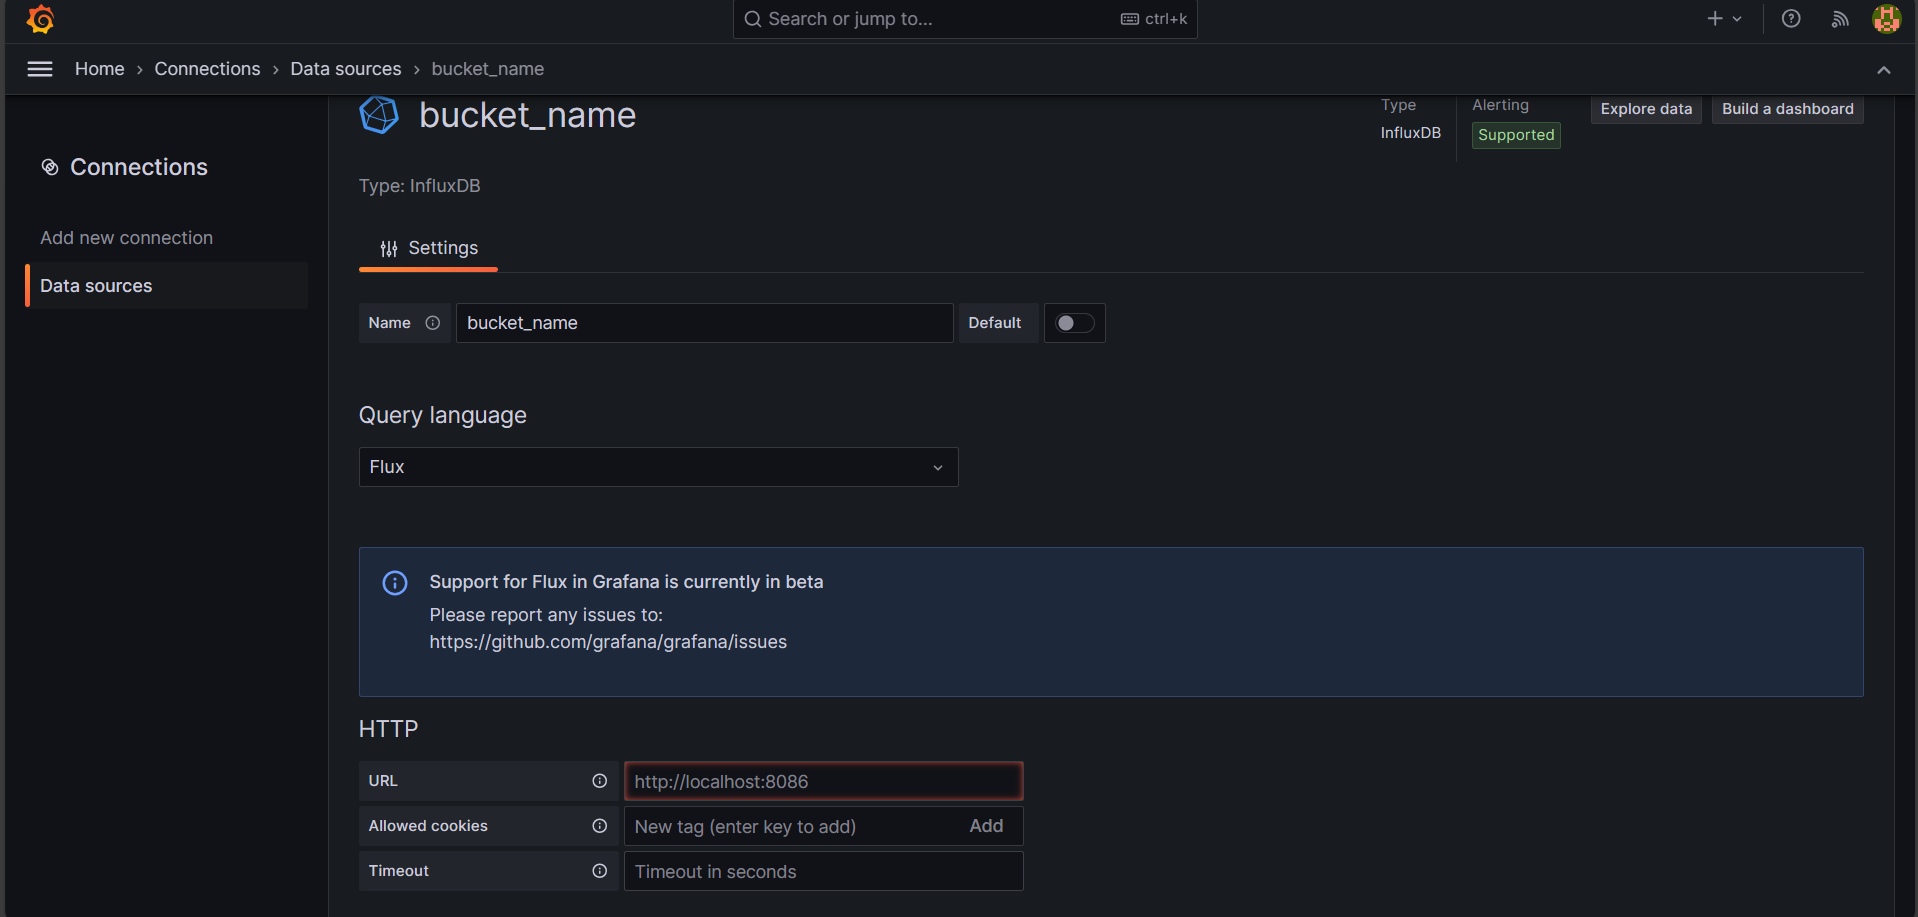 Search or jump to...
ctrl+k
Home › Connections › Data sources › bucket_name
Connections
Add new connection
Data sources
bucket_name
Type
InfluxDB
Alerting
Supported
Explore data
Build a dashboard
Type: InfluxDB
Settings
Name
bucket_name
Default
Query language
Flux
Support for Flux in Grafana is currently in beta
Please report any issues to:
https://github.com/grafana/grafana/issues
HTTP
URL
http://localhost:8086
Allowed cookies
New tag (enter key to add)
Add
Timeout
Timeout in seconds